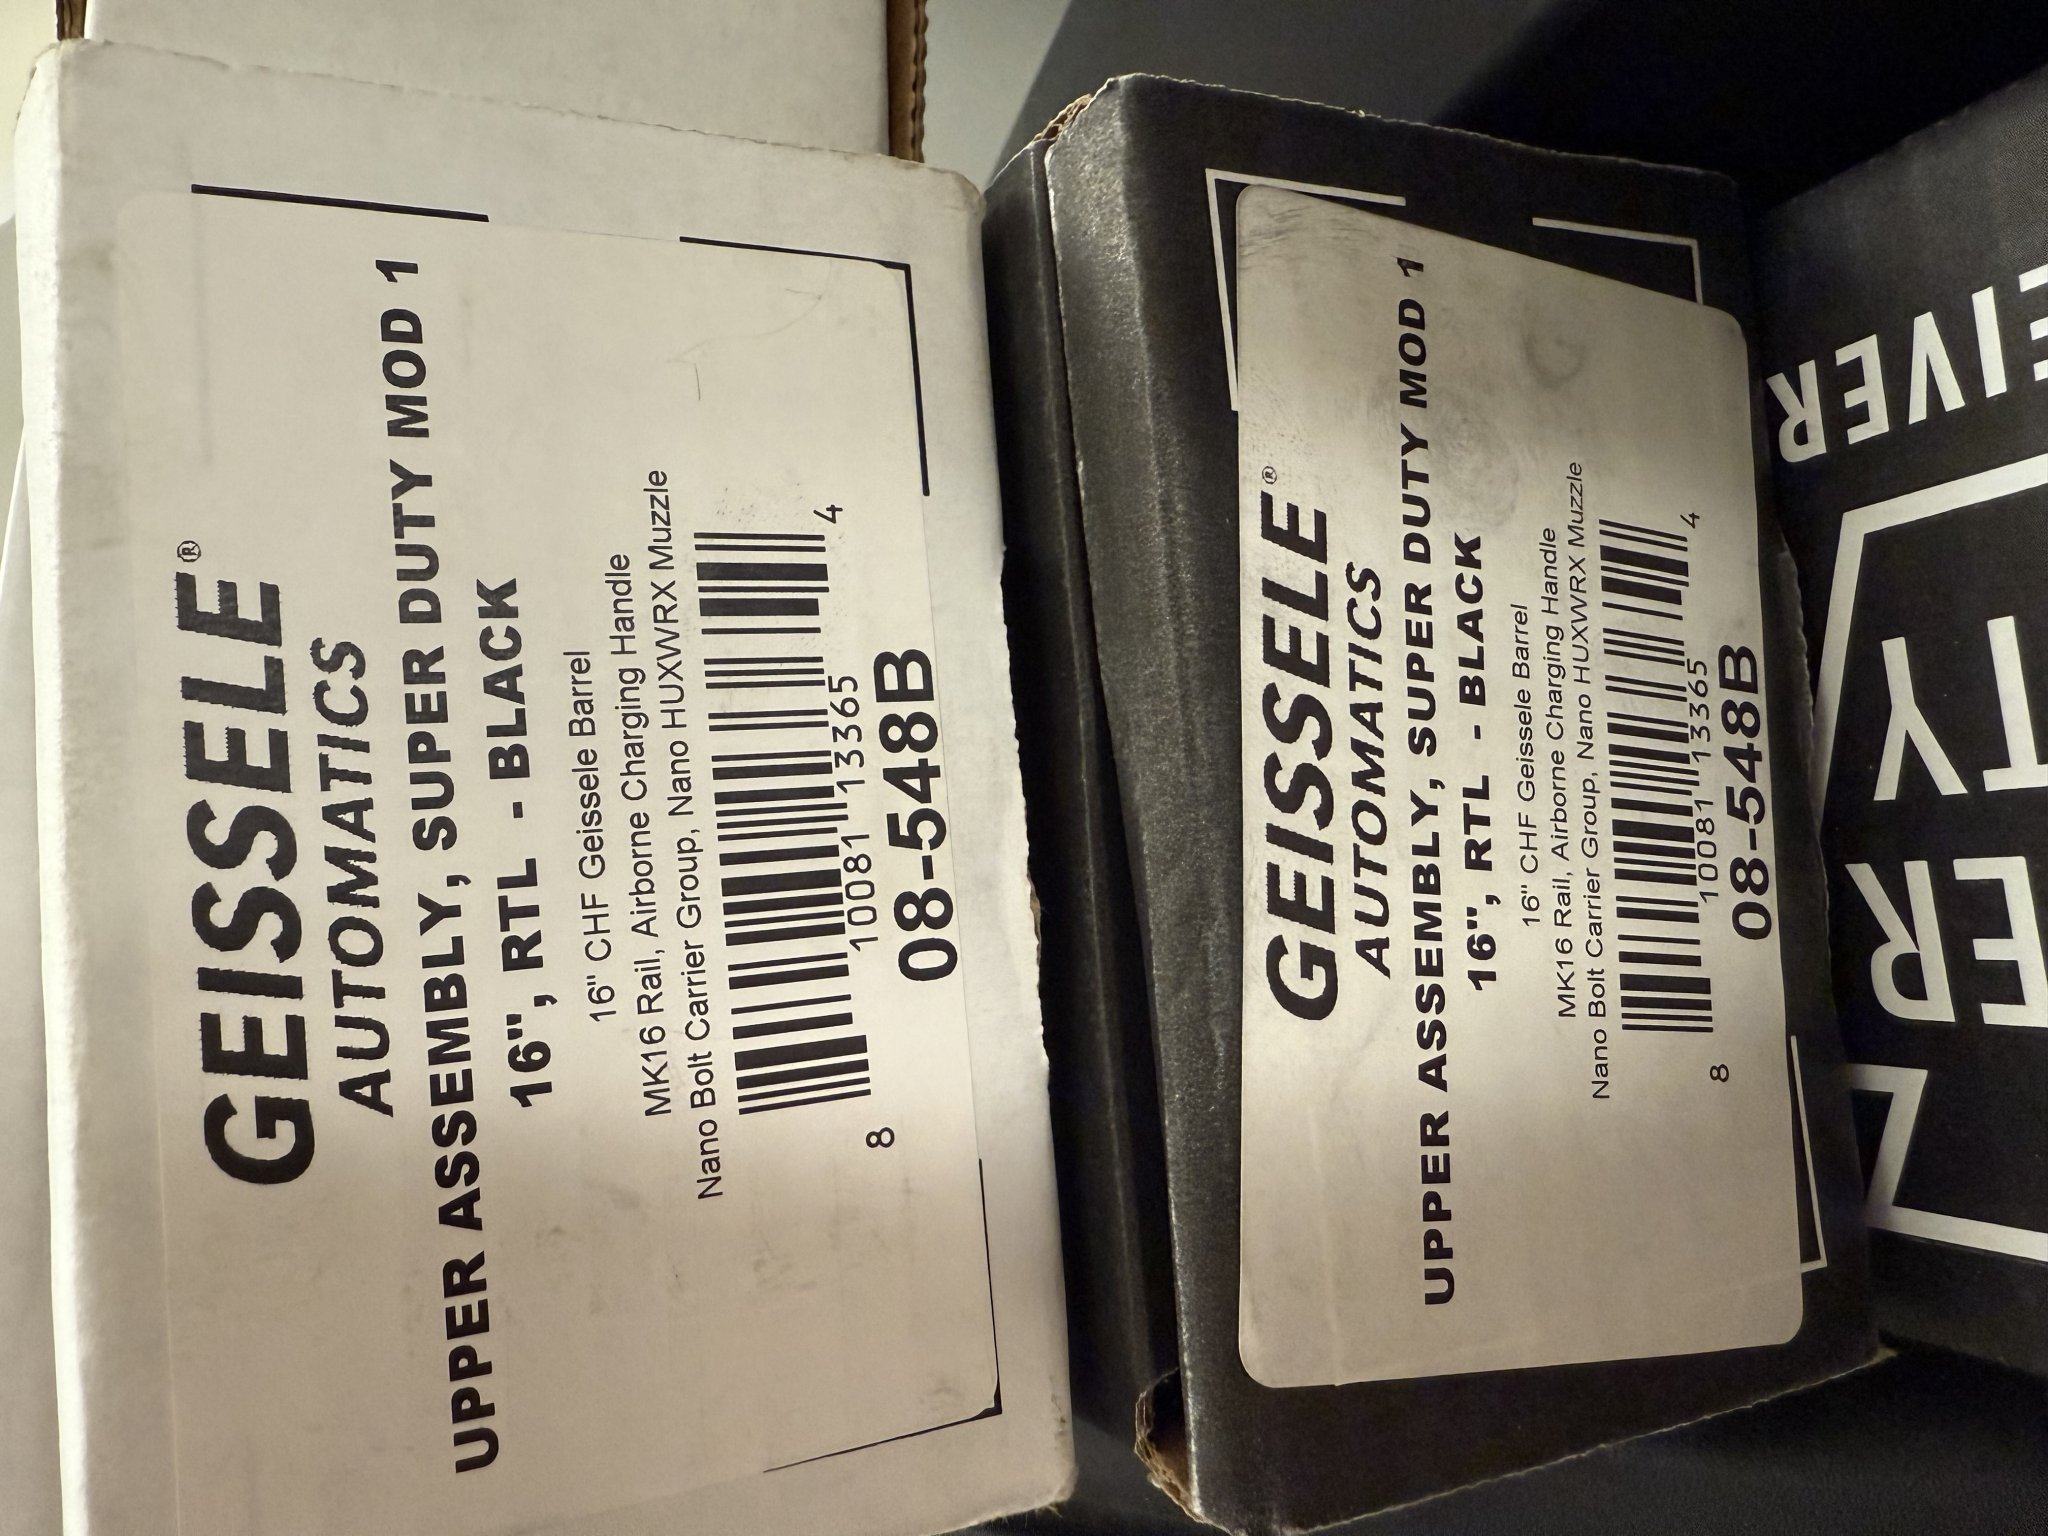 GEISSELE®
AUTOMATICS
UPPER ASSEMBLY, SUPER DUTY MOD 1
16", RTL - BLACK
16" CHF Geissele Barrel
MK16 Rail, Airborne Charging Handle
Nano Bolt Carrier Group, Nano HUXWRX Muzzle
8 10081 13365 4
08-548B
GEISSELE®
AUTOMATICS
UPPER ASSEMBLY, SUPER DUTY MOD 1
16", RTL - BLACK
16" CHF Geissele Barrel
MK16 Rail, Airborne Charging Handle
Nano Bolt Carrier Group, Nano HUXWRX Muzzle
8 10081 13365 4
08-548B
EIVER
TY
ER